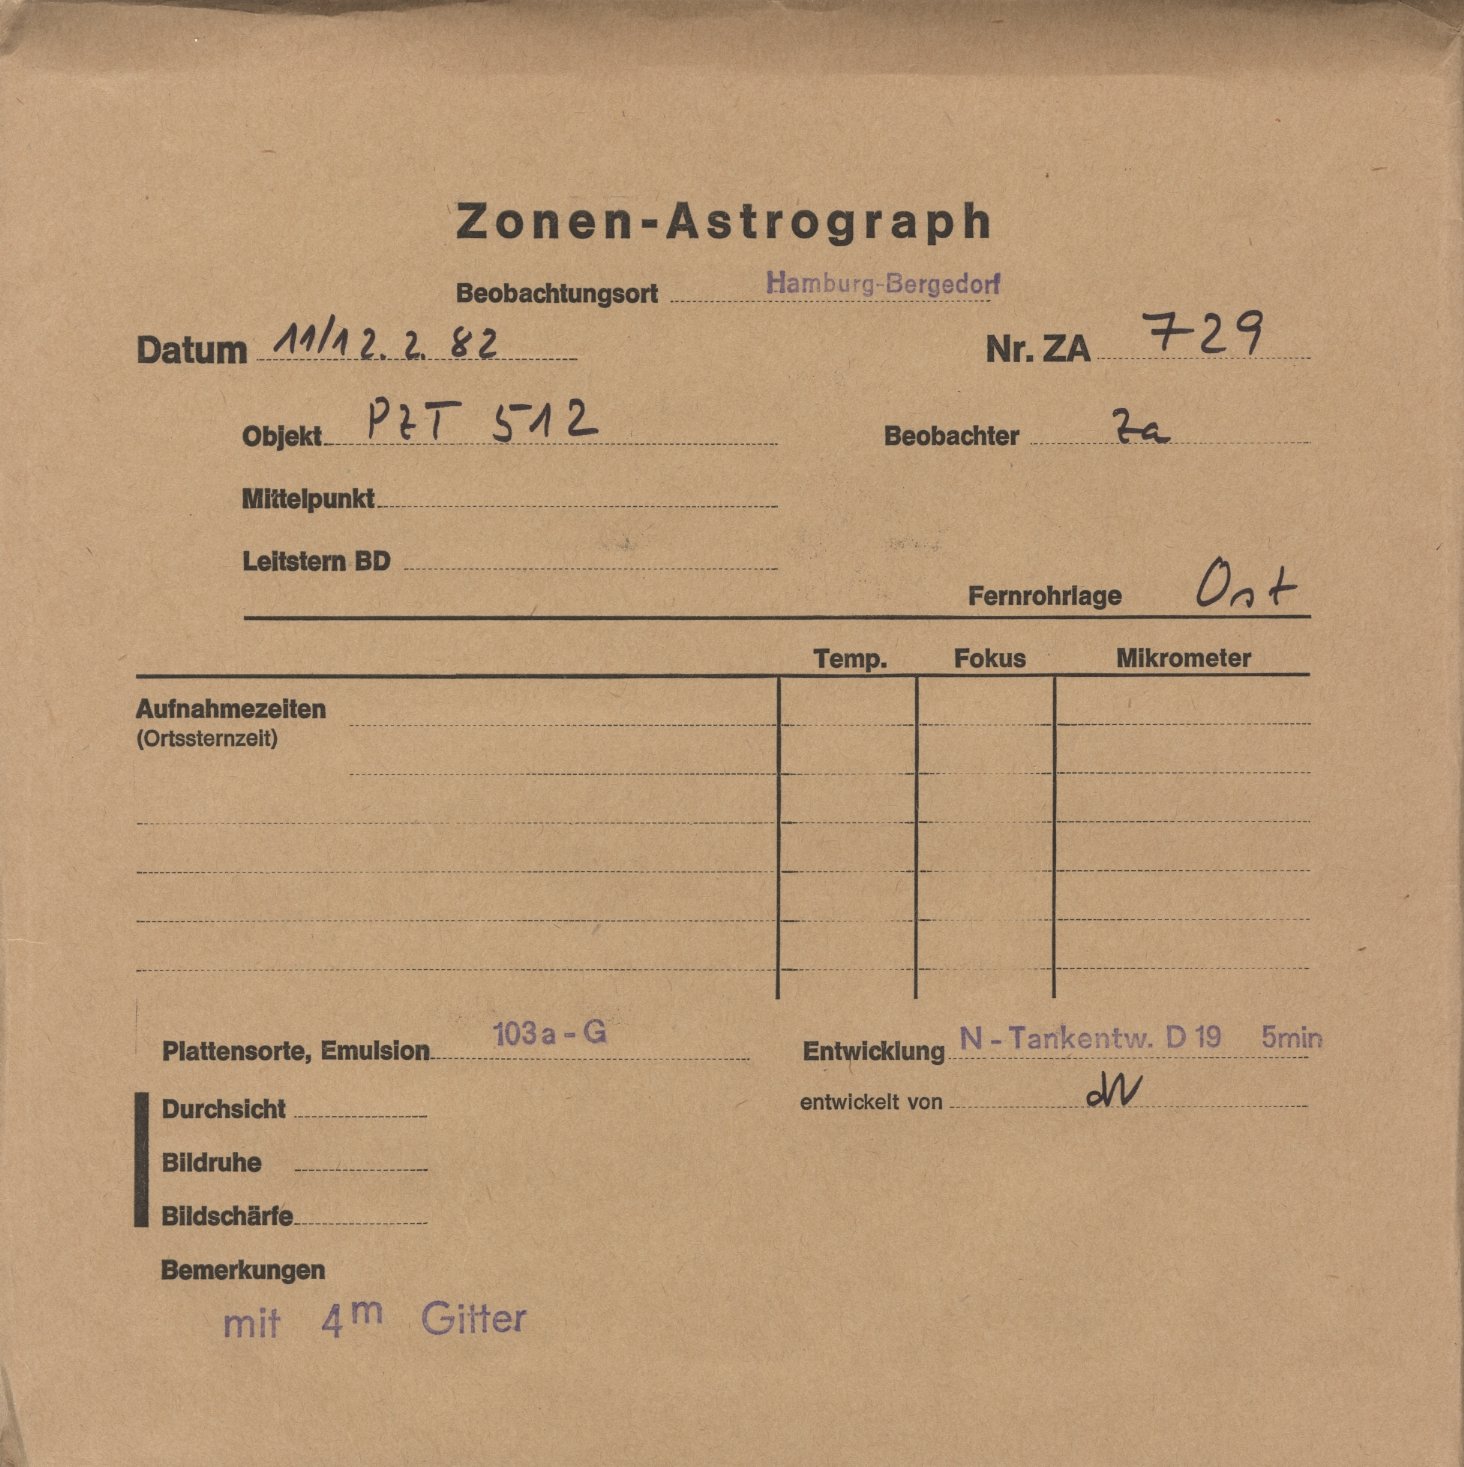 Zonen-Astrograph
Beobachtungsort Hamburg-Bergedorf
Datum 11/12. 2. 82 Nr. ZA 729
Objekt PZT 512 Beobachter Za
Mittelpunkt
Leitstern BD
Fernrohrlage Ost
Temp. Fokus Mikrometer
Aufnahmezeiten
(Ortssternzeit)
Plattensorte, Emulsion 103a-G Entwicklung N-Tankentw. D 19 5min
Durchsicht entwickelt von dW
Bildruhe
Bildschärfe
Bemerkungen
mit 4m Gitter